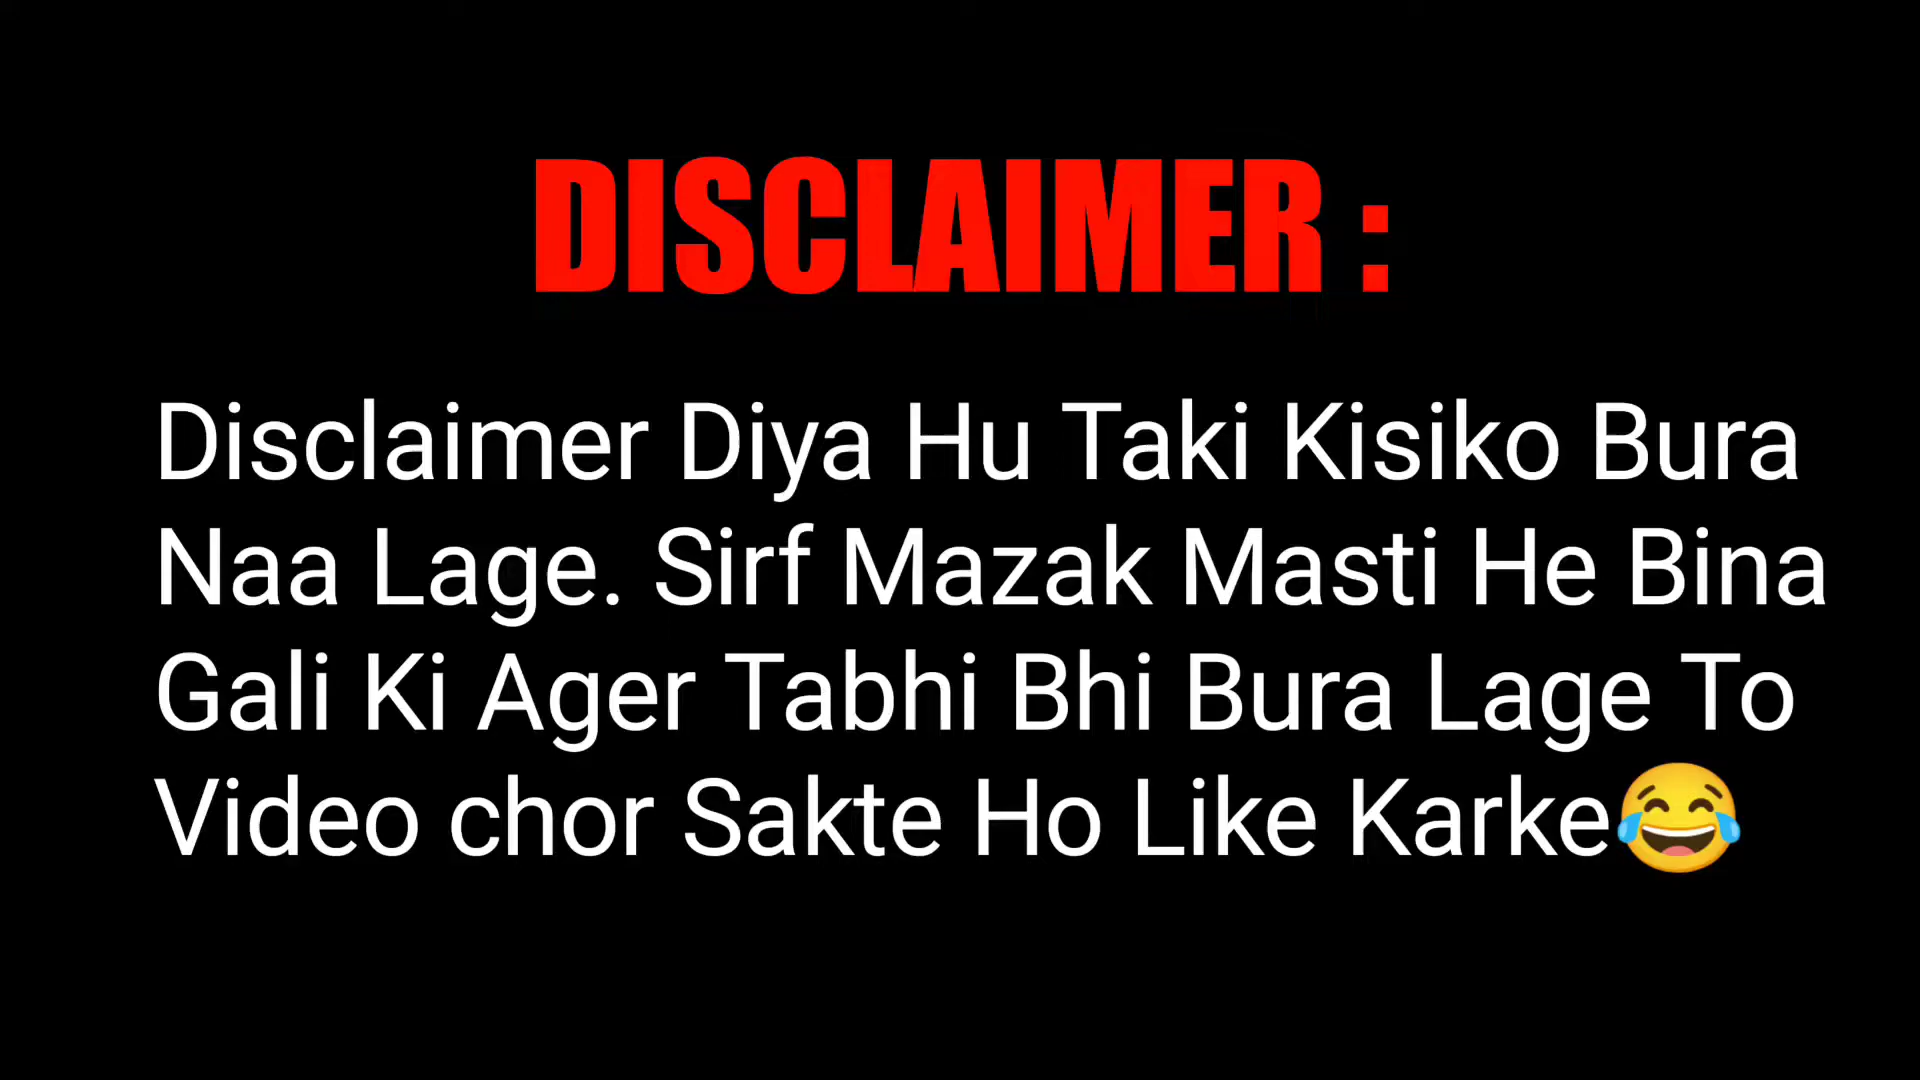 DISCLAIMER :
Disclaimer Diya Hu Taki Kisiko Bura
Naa Lage. Sirf Mazak Masti He Bina
Gali Ki Ager Tabhi Bhi Bura Lage To
Video chor Sakte Ho Like Karke😂